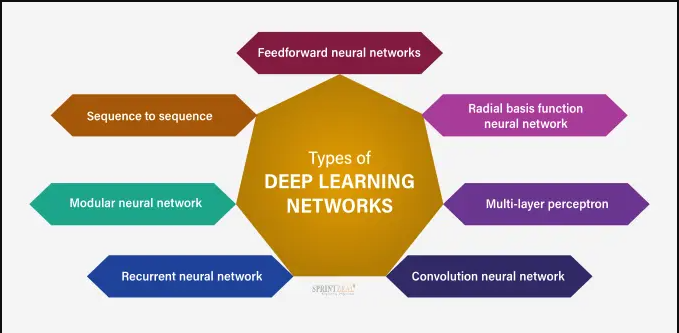 Feedforward neural networks
Sequence to sequence
Radial basis function
neural network
Types of
DEEP LEARNING
NETWORKS
Modular neural network
Multi-layer perceptron
Recurrent neural network
Convolution neural network
SPRINTZEAL